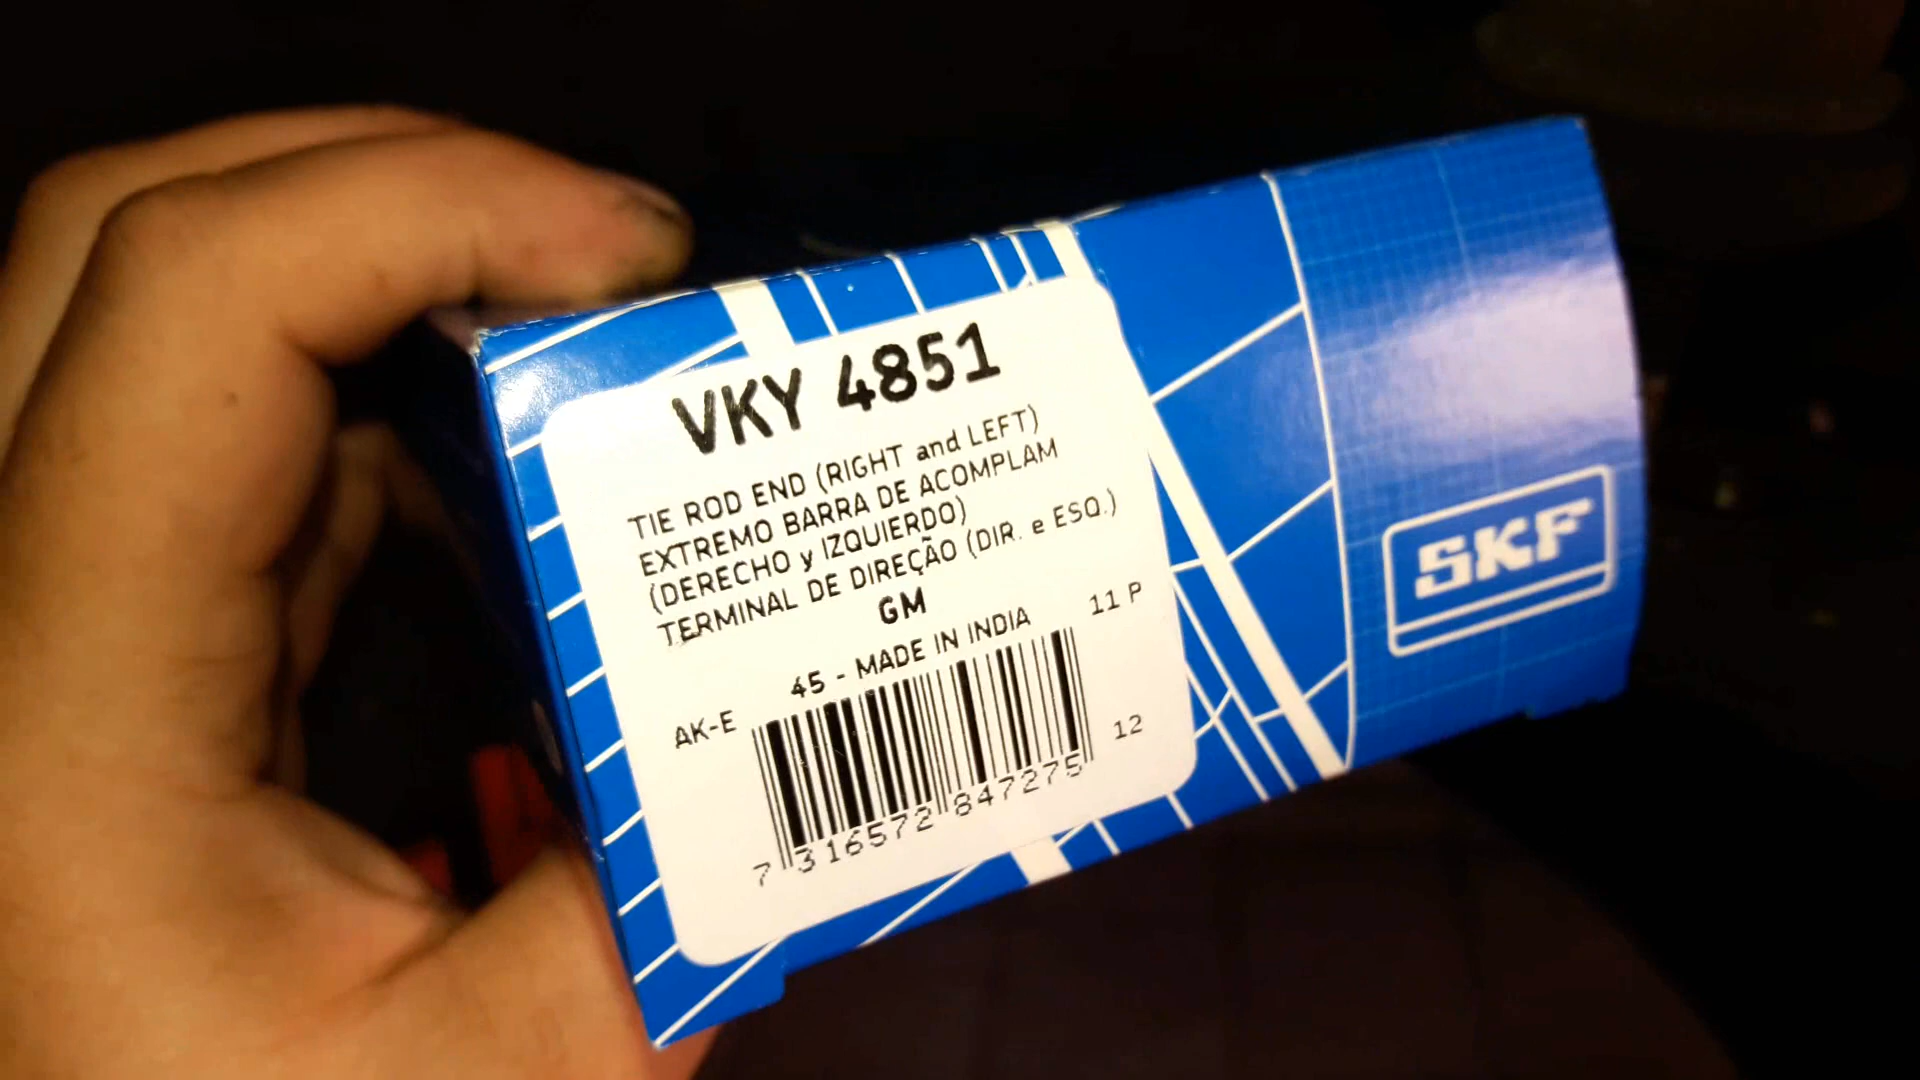 VKY 4851
TIE ROD END (RIGHT and LEFT)
EXTREMO BARRA DE ACOMPLAM
(DERECHO y IZQUIERDO)
TERMINAL DE DIREÇÃO (DIR. e ESQ.)
GM
45 - MADE IN INDIA
11 P
AK-E
12
7 316572 847275
SKF